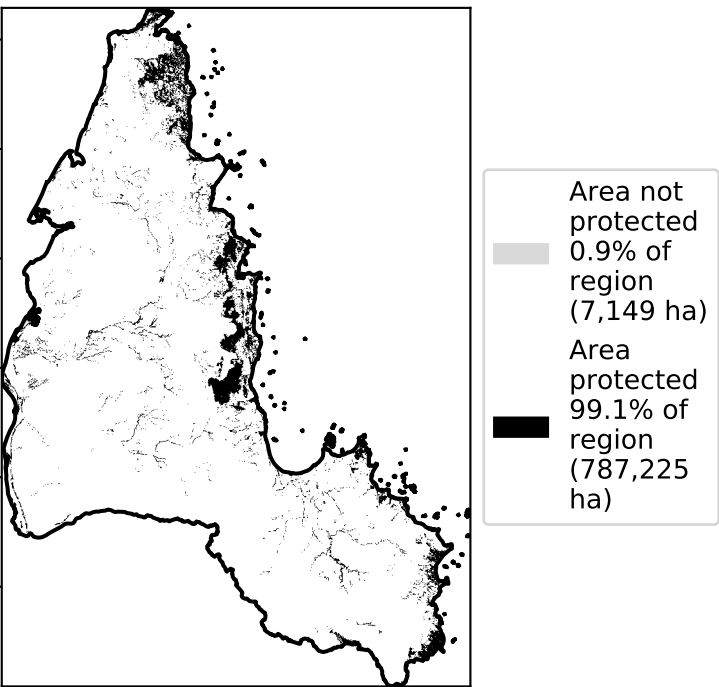 Area not
protected
0.9% of
region
(7,149 ha)
Area
protected
99.1% of
region
(787,225
ha)